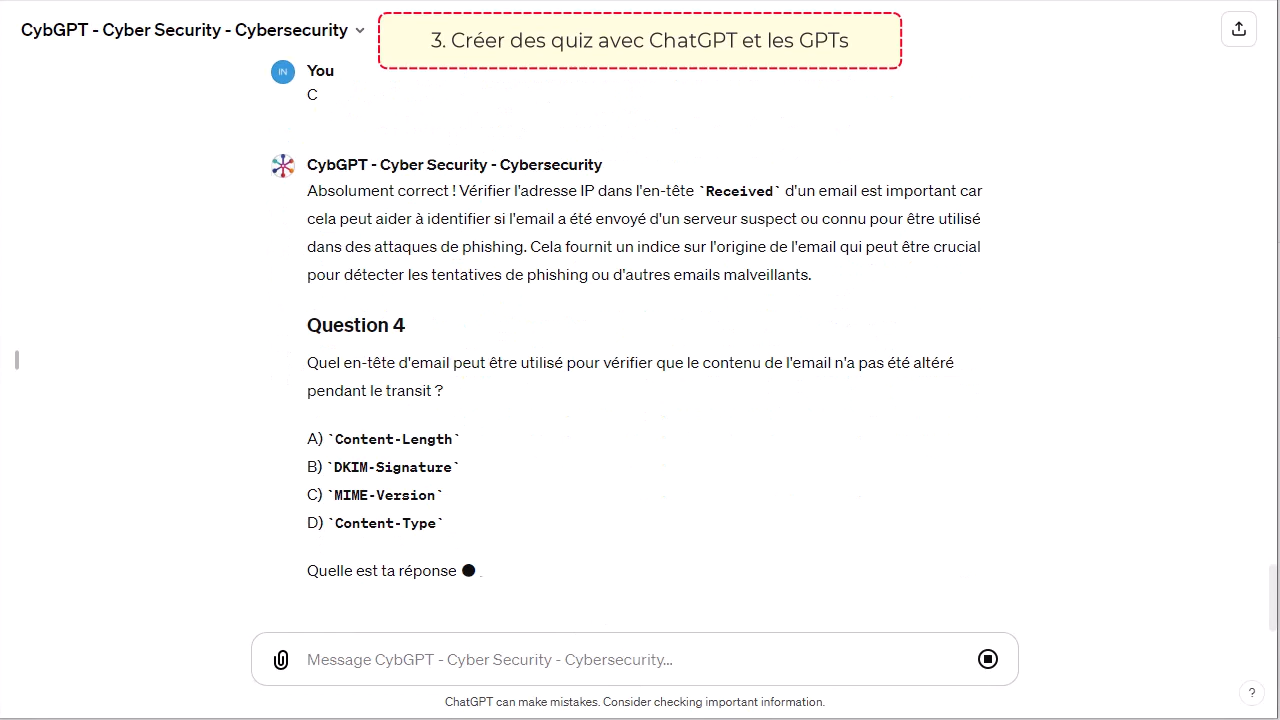 CybGPT - Cyber Security - Cybersecurity
3. Créer des quiz avec ChatGPT et les GPTs
IN
You
C
CybGPT - Cyber Security - Cybersecurity
Absolument correct ! Vérifier l'adresse IP dans l'en-tête `Received` d'un email est important car
cela peut aider à identifier si l'email a été envoyé d'un serveur suspect ou connu pour être utilisé
dans des attaques de phishing. Cela fournit un indice sur l'origine de l'email qui peut être crucial
pour détecter les tentatives de phishing ou d'autres emails malveillants.
Question 4
Quel en-tête d'email peut être utilisé pour vérifier que le contenu de l'email n'a pas été altéré
pendant le transit ?
A) `Content-Length`
B) `DKIM-Signature`
C) `MIME-Version`
D) `Content-Type`
Quelle est ta réponse
Message CybGPT - Cyber Security - Cybersecurity...
ChatGPT can make mistakes. Consider checking important information.
?